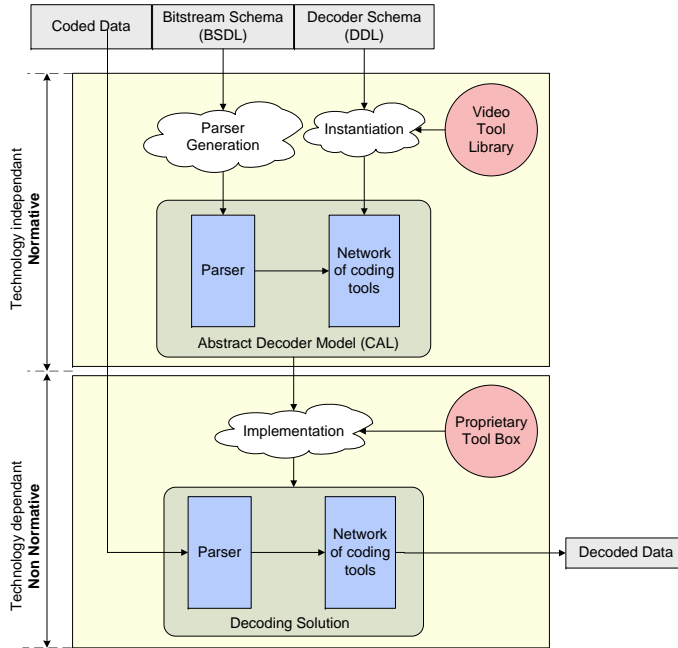 Coded Data
Bitstream Schema
(BSDL)
Decoder Schema
(DDL)
Technology independant
Normative
Parser
Generation
Instantiation
Video
Tool
Library
Parser
Network
of coding
tools
Abstract Decoder Model (CAL)
Technology dependant
Non Normative
Implementation
Proprietary
Tool Box
Parser
Network
of coding
tools
Decoded Data
Decoding Solution